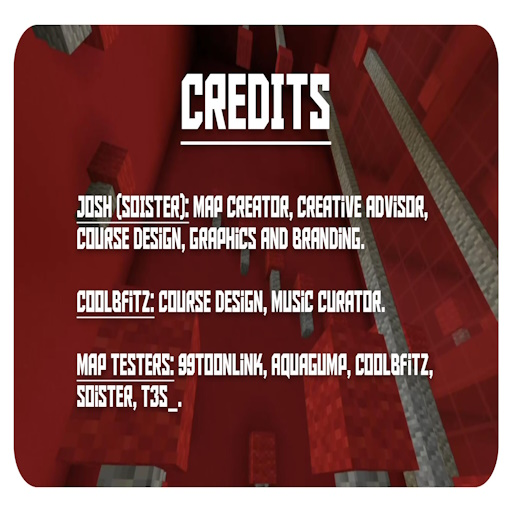 CREDITS
JOSH (SOISTER): MAP CREATOR, CREATIVE ADVISOR,
COURSE DESIGN, GRAPHICS AND BRANDING.
COOLBFITZ: COURSE DESIGN, MUSIC CURATOR.
MAP TESTERS: 99TOONLINK, AQUAGUMP, COOLBFITZ,
SOISTER, T3S_.